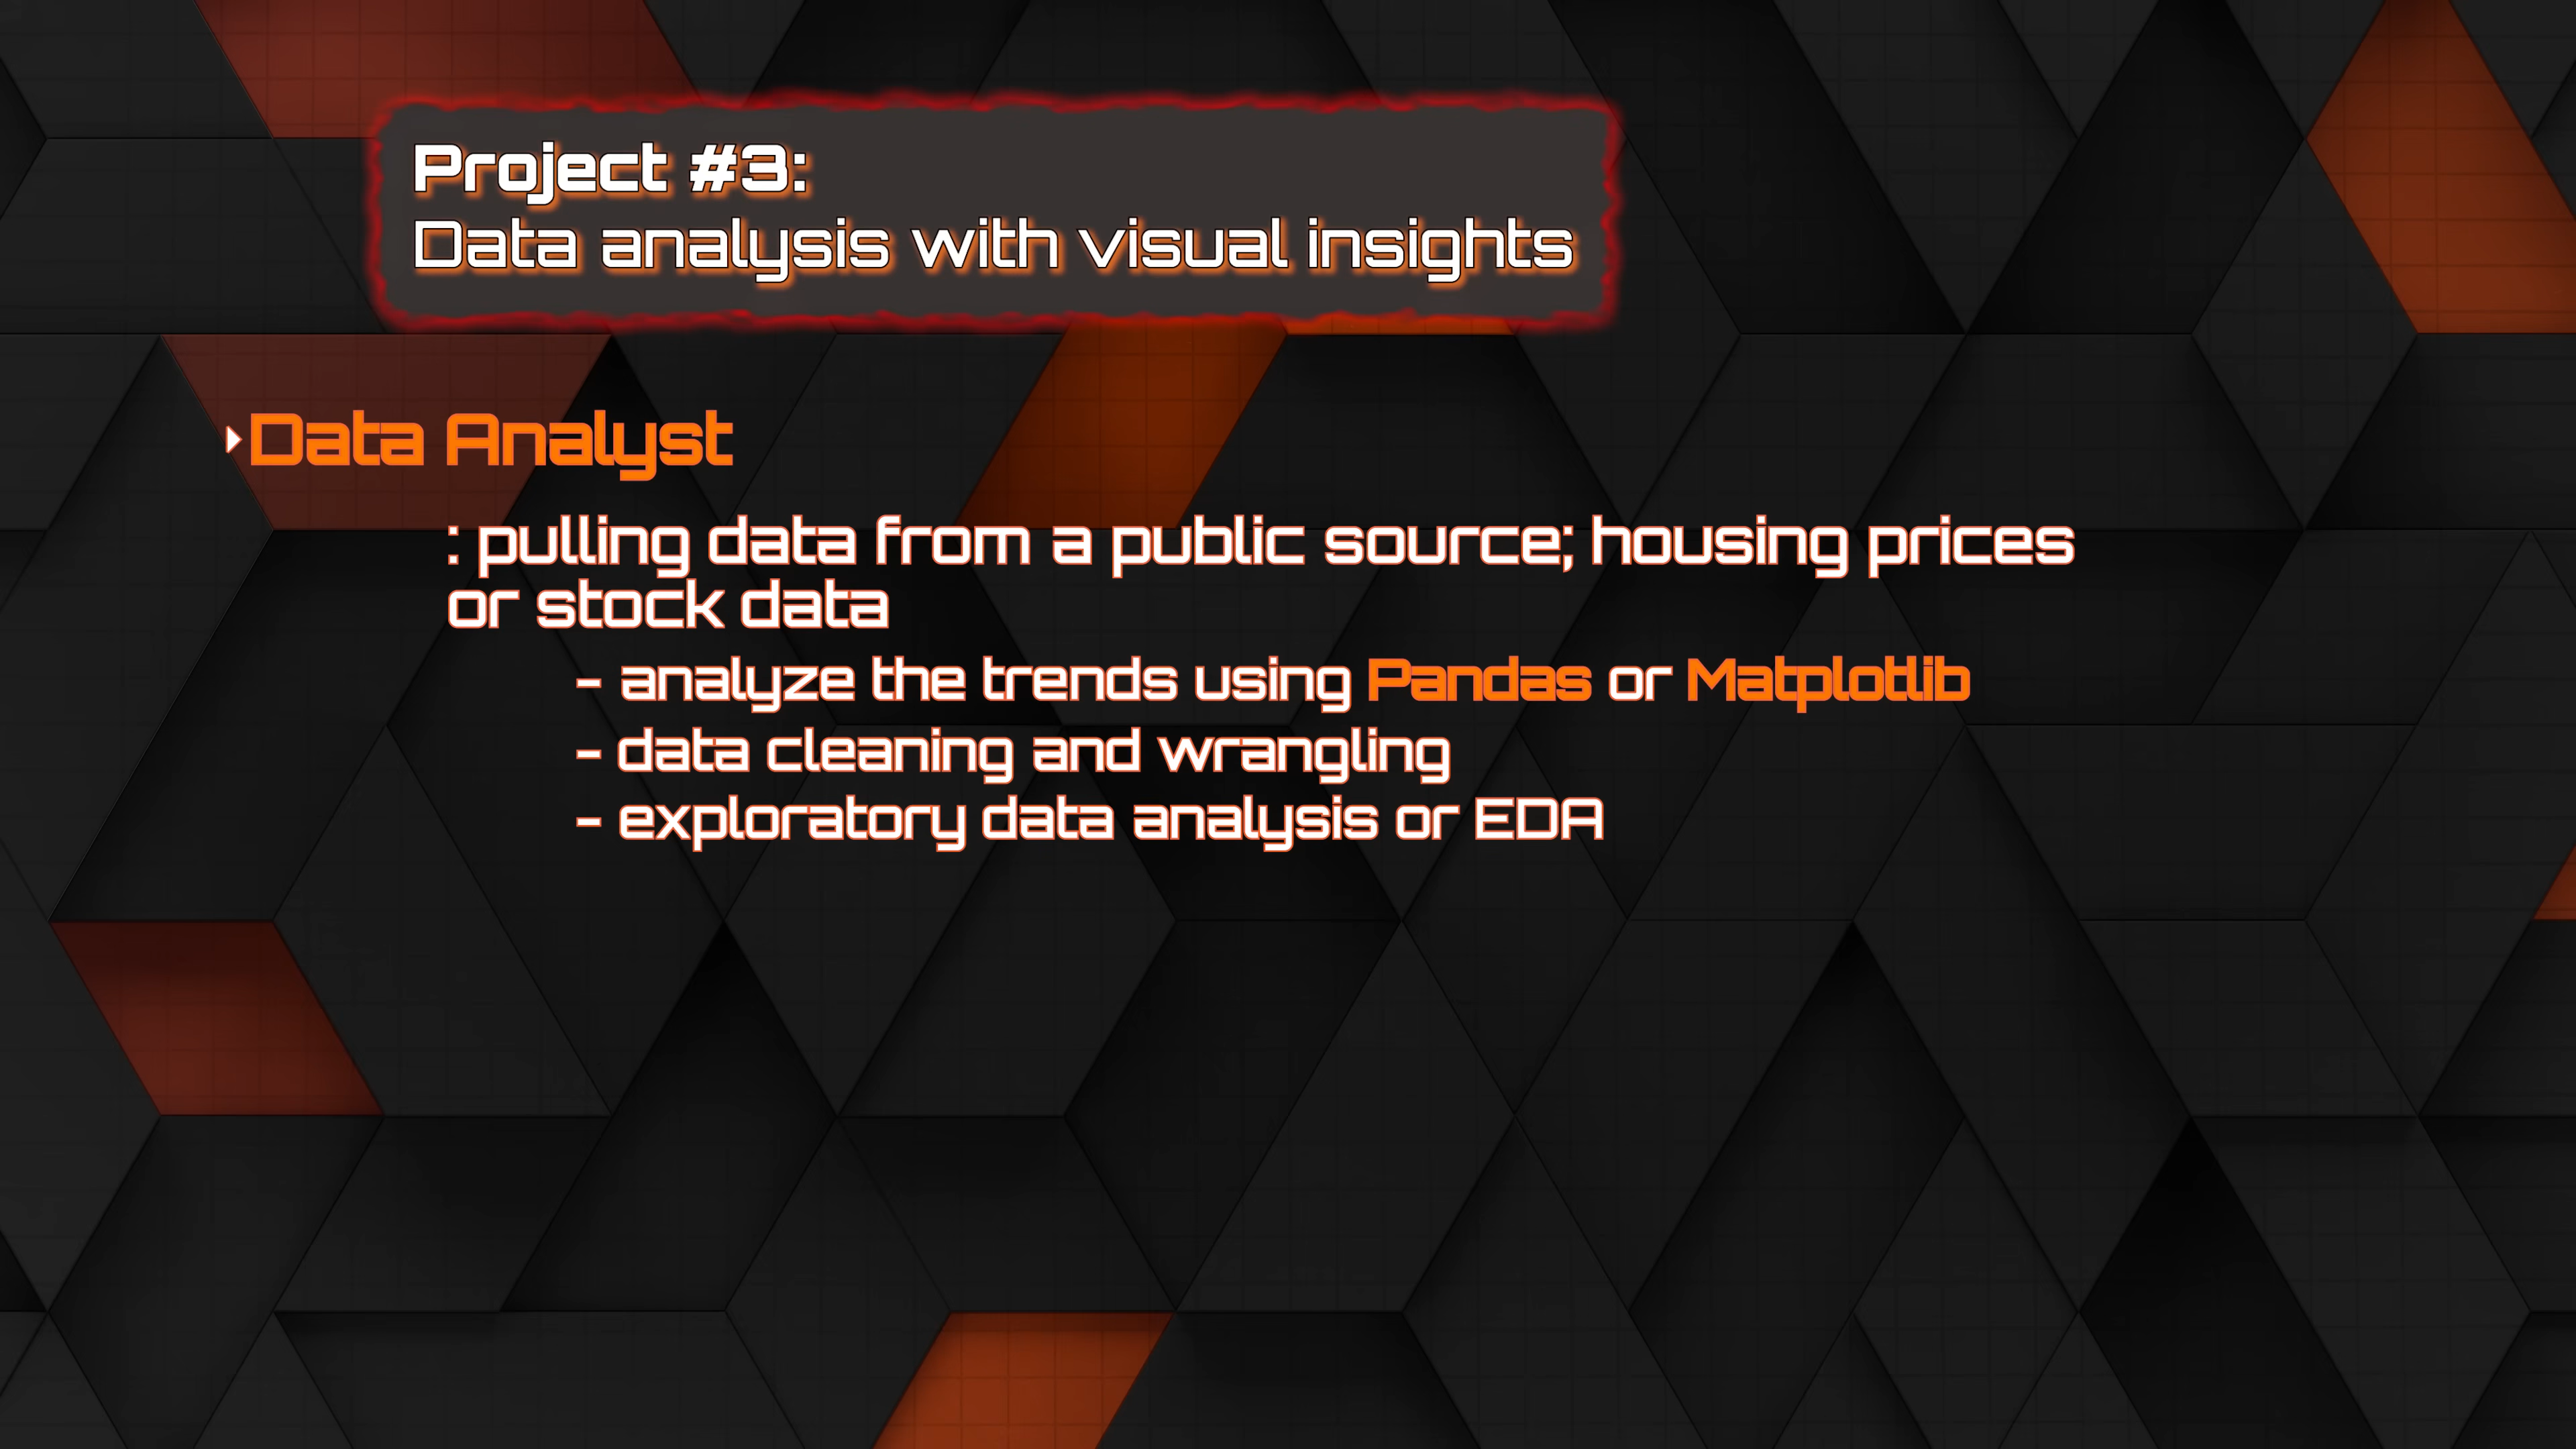 Project #3:
Data analysis with visual insights
Data Analyst
: pulling data from a public source; housing prices
or stock data
- analyze the trends using Pandas or Matplotlib
- data cleaning and wrangling
- exploratory data analysis or EDA